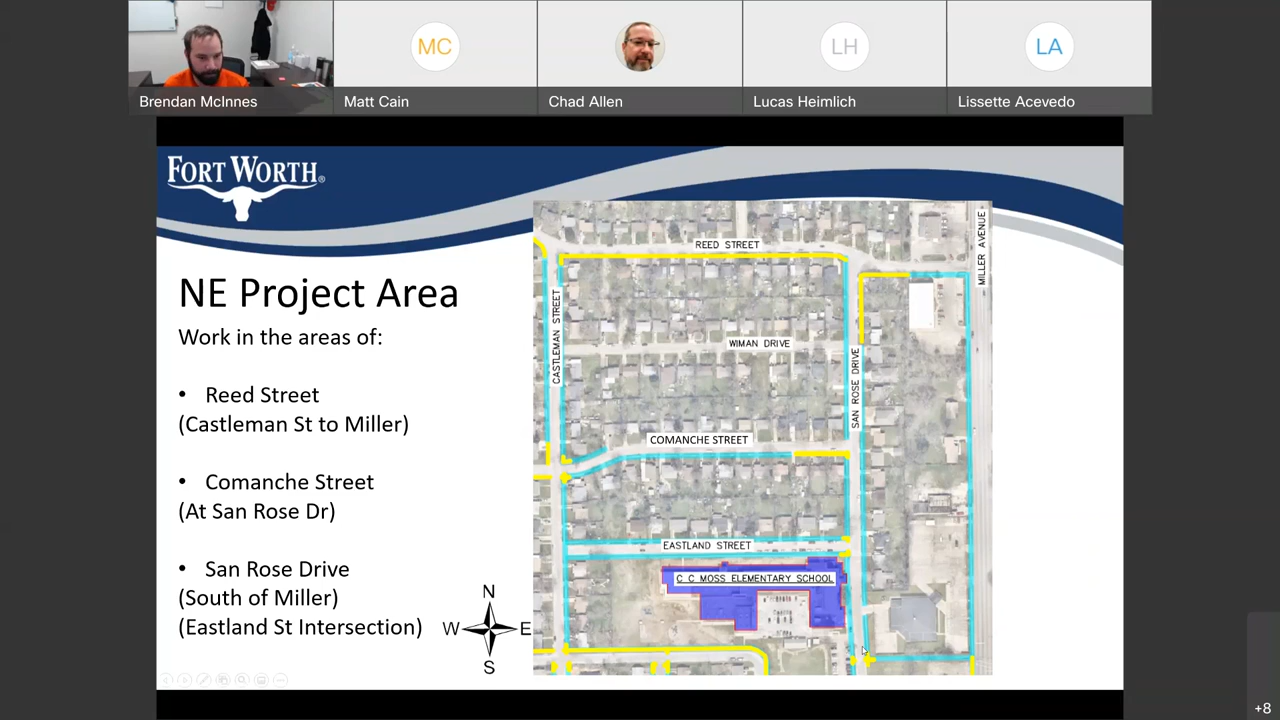 MC
LH
LA
Brendan McInnes
Matt Cain
Chad Allen
Lucas Heimlich
Lissette Acevedo
FORT WORTH®
NE Project Area
Work in the areas of:
• Reed Street
(Castleman St to Miller)
• Comanche Street
(At San Rose Dr)
• San Rose Drive
(South of Miller)
(Eastland St Intersection)
N
W E
S
REED STREET
MILLER AVENUE
CASTLEMAN STREET
WIMAN DRIVE
SAN ROSE DRIVE
COMANCHE STREET
EASTLAND STREET
C C MOSS ELEMENTARY SCHOOL
+8